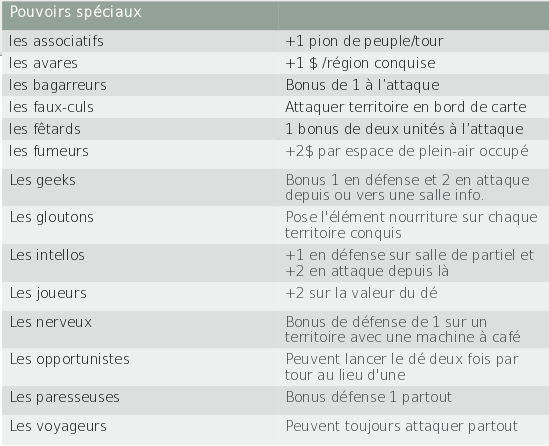 Pouvoirs spéciaux
les associatifs +1 pion de peuple/tour
les avares +1 $ /région conquise
les bagarreurs Bonus de 1 à l'attaque
les faux-culs Attaquer territoire en bord de carte
les fêtards 1 bonus de deux unités à l'attaque
les fumeurs +2$ par espace de plein-air occupé
Les geeks Bonus 1 en défense et 2 en attaque
depuis ou vers une salle info.
Les gloutons Pose l'élément nourriture sur chaque
territoire conquis
Les intellos +1 en défense sur salle de partiel et
+2 en attaque depuis là
Les joueurs +2 sur la valeur du dé
Les nerveux Bonus de défense de 1 sur un
territoire avec une machine à café
Les opportunistes Peuvent lancer le dé deux fois par
tour au lieu d'une
Les paresseuses Bonus défense 1 partout
Les voyageurs Peuvent toujours attaquer partout